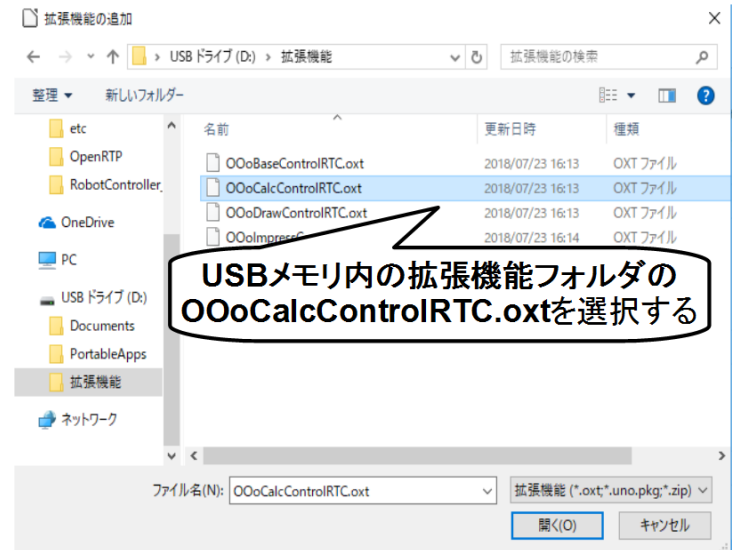 拡張機能の追加
USB ドライブ (D:) › 拡張機能
拡張機能の検索
整理 新しいフォルダー
etc
OpenRTP
RobotController_
OneDrive
PC
USB ドライブ (D:)
Documents
PortableApps
拡張機能
ネットワーク
名前 更新日時 種類
OOoBaseControlRTC.oxt 2018/07/23 16:13 OXT ファイル
OOoCalcControlRTC.oxt 2018/07/23 16:13 OXT ファイル
OOoDrawControlRTC.oxt 2018/07/23 16:13 OXT ファイル
OOoImpress 2018/07/23 16:14 OXT ファイル
USBメモリ内の拡張機能フォルダの
OOoCalcControlRTC.oxtを選択する
ファイル名(N): OOoCalcControlRTC.oxt 拡張機能 (*.oxt;*.uno.pkg;*.zip)
開く(O) キャンセル